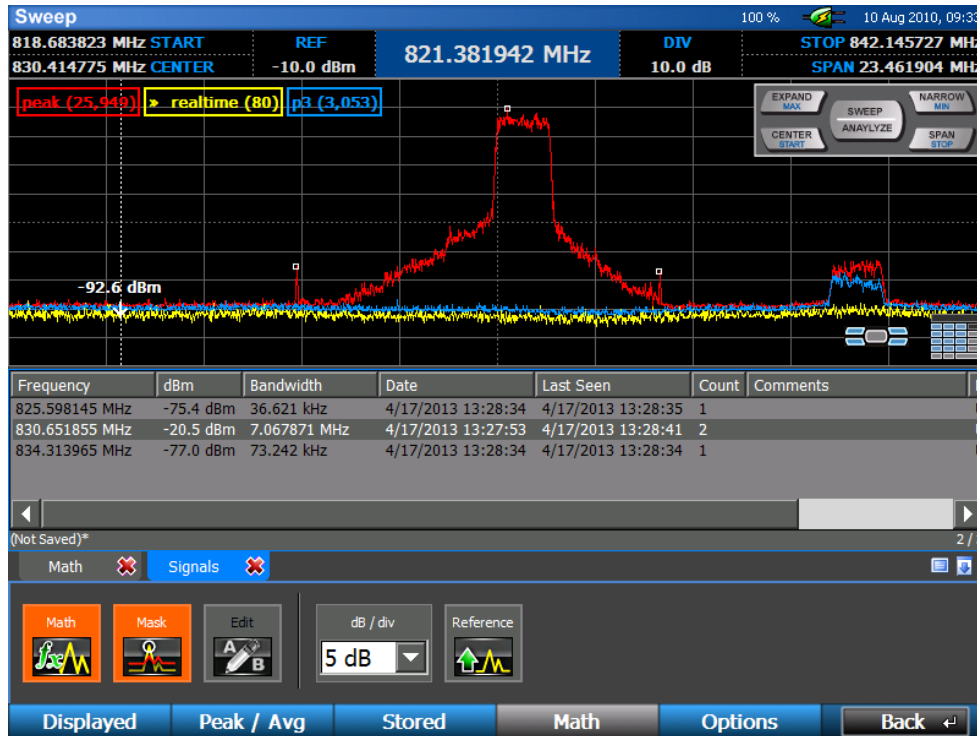 Sweep 100 % 10 Aug 2010, 09:33
818.683823 MHz START REF 821.381942 MHz DIV STOP 842.145727 MHz
830.414775 MHz CENTER -10.0 dBm 10.0 dB SPAN 23.461904 MHz
peak (25,949) » realtime (80) p3 (3,053)
EXPAND MAX SWEEP NARROW MIN
CENTER START ANAYLYZE SPAN STOP
-92.6 dBm
Frequency dBm Bandwidth Date Last Seen Count Comments
825.598145 MHz -75.4 dBm 36.621 kHz 4/17/2013 13:28:34 4/17/2013 13:28:35 1
830.651855 MHz -20.5 dBm 7.067871 MHz 4/17/2013 13:27:53 4/17/2013 13:28:41 2
834.313965 MHz -77.0 dBm 73.242 kHz 4/17/2013 13:28:34 4/17/2013 13:28:34 1
(Not Saved)* 2 /
Math Signals
Math Mask Edit dB / div Reference
fx A B 5 dB
Displayed Peak / Avg Stored Math Options Back